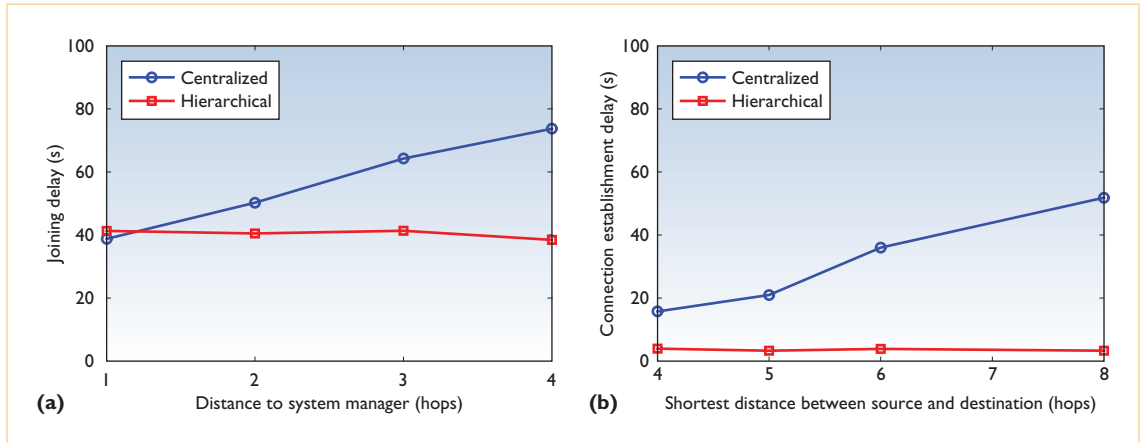 100
80
60
40
20
0
Joining delay (s)
Centralized
Hierarchical
1 2 3 4
Distance to system manager (hops)
(a)
100
80
60
40
20
0
Connection establishment delay (s)
Centralized
Hierarchical
4 5 6 7 8
Shortest distance between source and destination (hops)
(b)